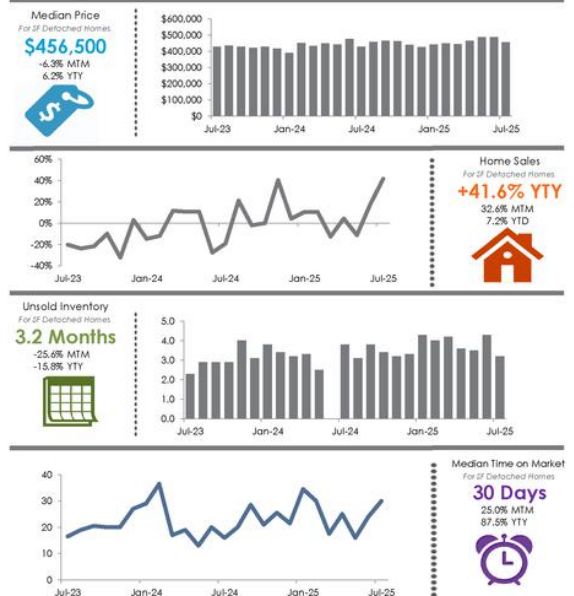 Median Price
For SF Detached Homes
$456,500
-6.3% MTM
6.2% YTY
$600,000
$500,000
$400,000
$300,000
$200,000
$100,000
$0
Jul-23 Jan-24 Jul-24 Jan-25 Jul-25
60%
40%
20%
0%
-20%
-40%
Jul-23 Jan-24 Jul-24 Jan-25 Jul-25
Home Sales
For SF Detached Homes
+41.6% YTY
32.6% MTM
7.2% YTD
Unsold Inventory
For SF Detached Homes
3.2 Months
-25.6% MTM
-15.8% YTY
5.0
4.0
3.0
2.0
1.0
0.0
Jul-23 Jan-24 Jul-24 Jan-25 Jul-25
40
30
20
10
0
Jul-23 Jan-24 Jul-24 Jan-25 Jul-25
Median Time on Market
For SF Detached Homes
30 Days
25.0% MTM
87.5% YTY